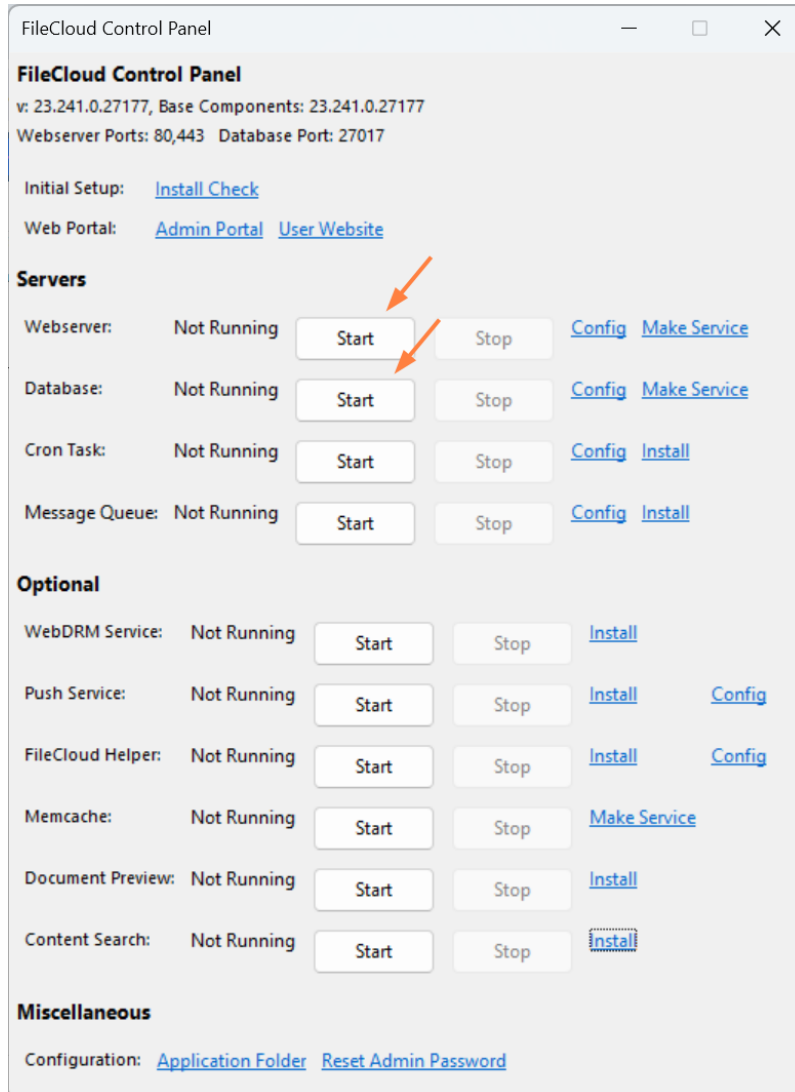 FileCloud Control Panel
FileCloud Control Panel
v: 23.241.0.27177, Base Components: 23.241.0.27177
Webserver Ports: 80,443 Database Port: 27017
Initial Setup: Install Check
Web Portal: Admin Portal User Website
Servers
Webserver: Not Running Start Stop Config Make Service
Database: Not Running Start Stop Config Make Service
Cron Task: Not Running Start Stop Config Install
Message Queue: Not Running Start Stop Config Install
Optional
WebDRM Service: Not Running Start Stop Install
Push Service: Not Running Start Stop Install Config
FileCloud Helper: Not Running Start Stop Install Config
Memcache: Not Running Start Stop Make Service
Document Preview: Not Running Start Stop Install
Content Search: Not Running Start Stop Install
Miscellaneous
Configuration: Application Folder Reset Admin Password